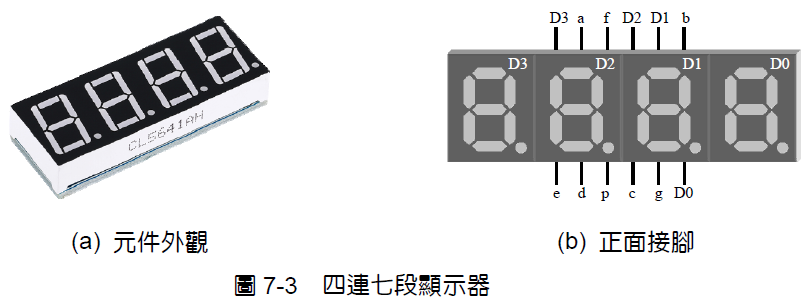 D3 a f D2 D1 b
D3 D2 D1 D0
CL5641AH
e d p c g D0
(a) 元件外觀
(b) 正面接腳
圖 7-3 四連七段顯示器